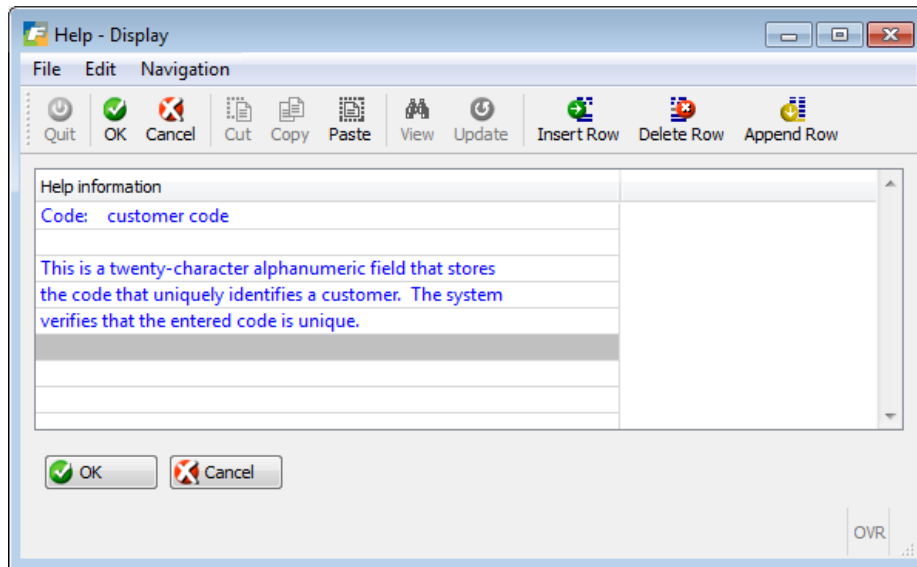 Help - Display
File Edit Navigation
Quit OK Cancel Cut Copy Paste View Update Insert Row Delete Row Append Row
Help information
Code:    customer code
This is a twenty-character alphanumeric field that stores
the code that uniquely identifies a customer.  The system
verifies that the entered code is unique.
OK Cancel
OVR